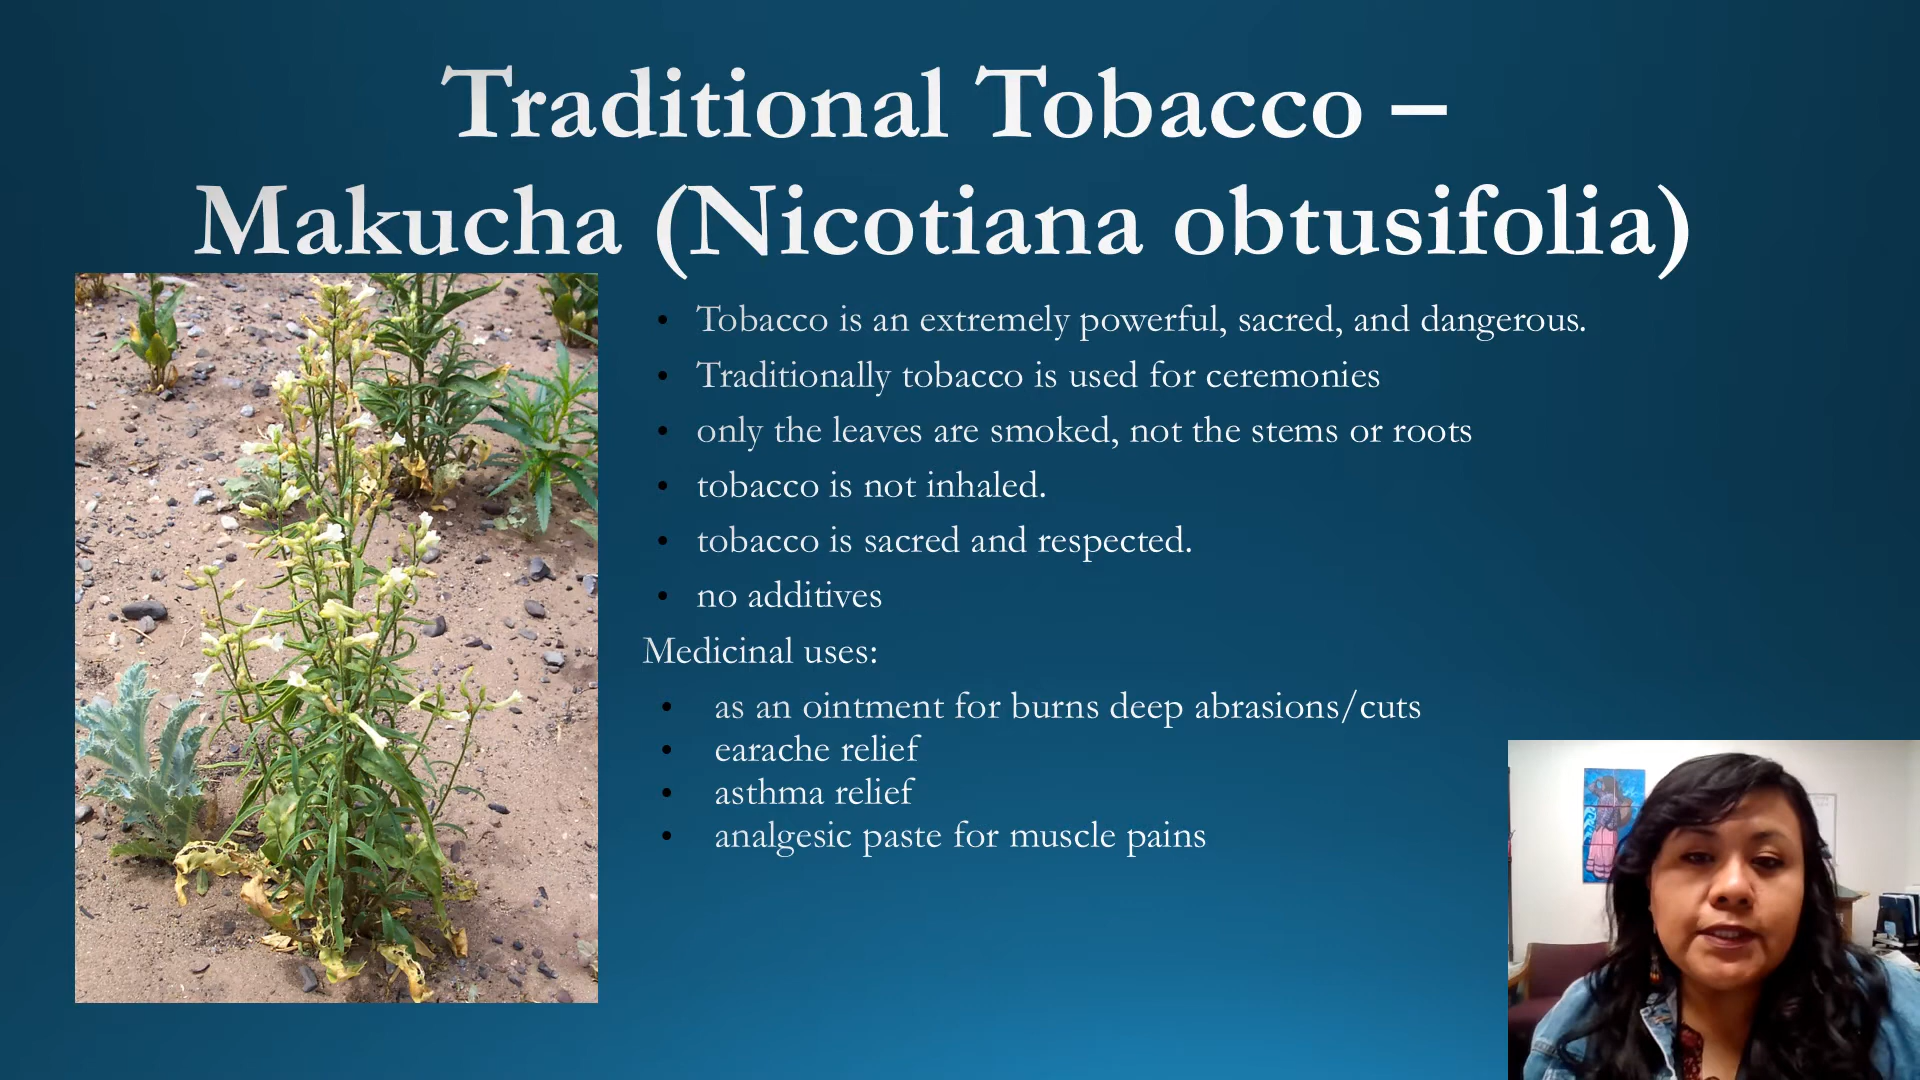 Traditional Tobacco –
Makucha (Nicotiana obtusifolia)
• Tobacco is an extremely powerful, sacred, and dangerous.
• Traditionally tobacco is used for ceremonies
• only the leaves are smoked, not the stems or roots
• tobacco is not inhaled.
• tobacco is sacred and respected.
• no additives
Medicinal uses:
• as an ointment for burns deep abrasions/cuts
• earache relief
• asthma relief
• analgesic paste for muscle pains